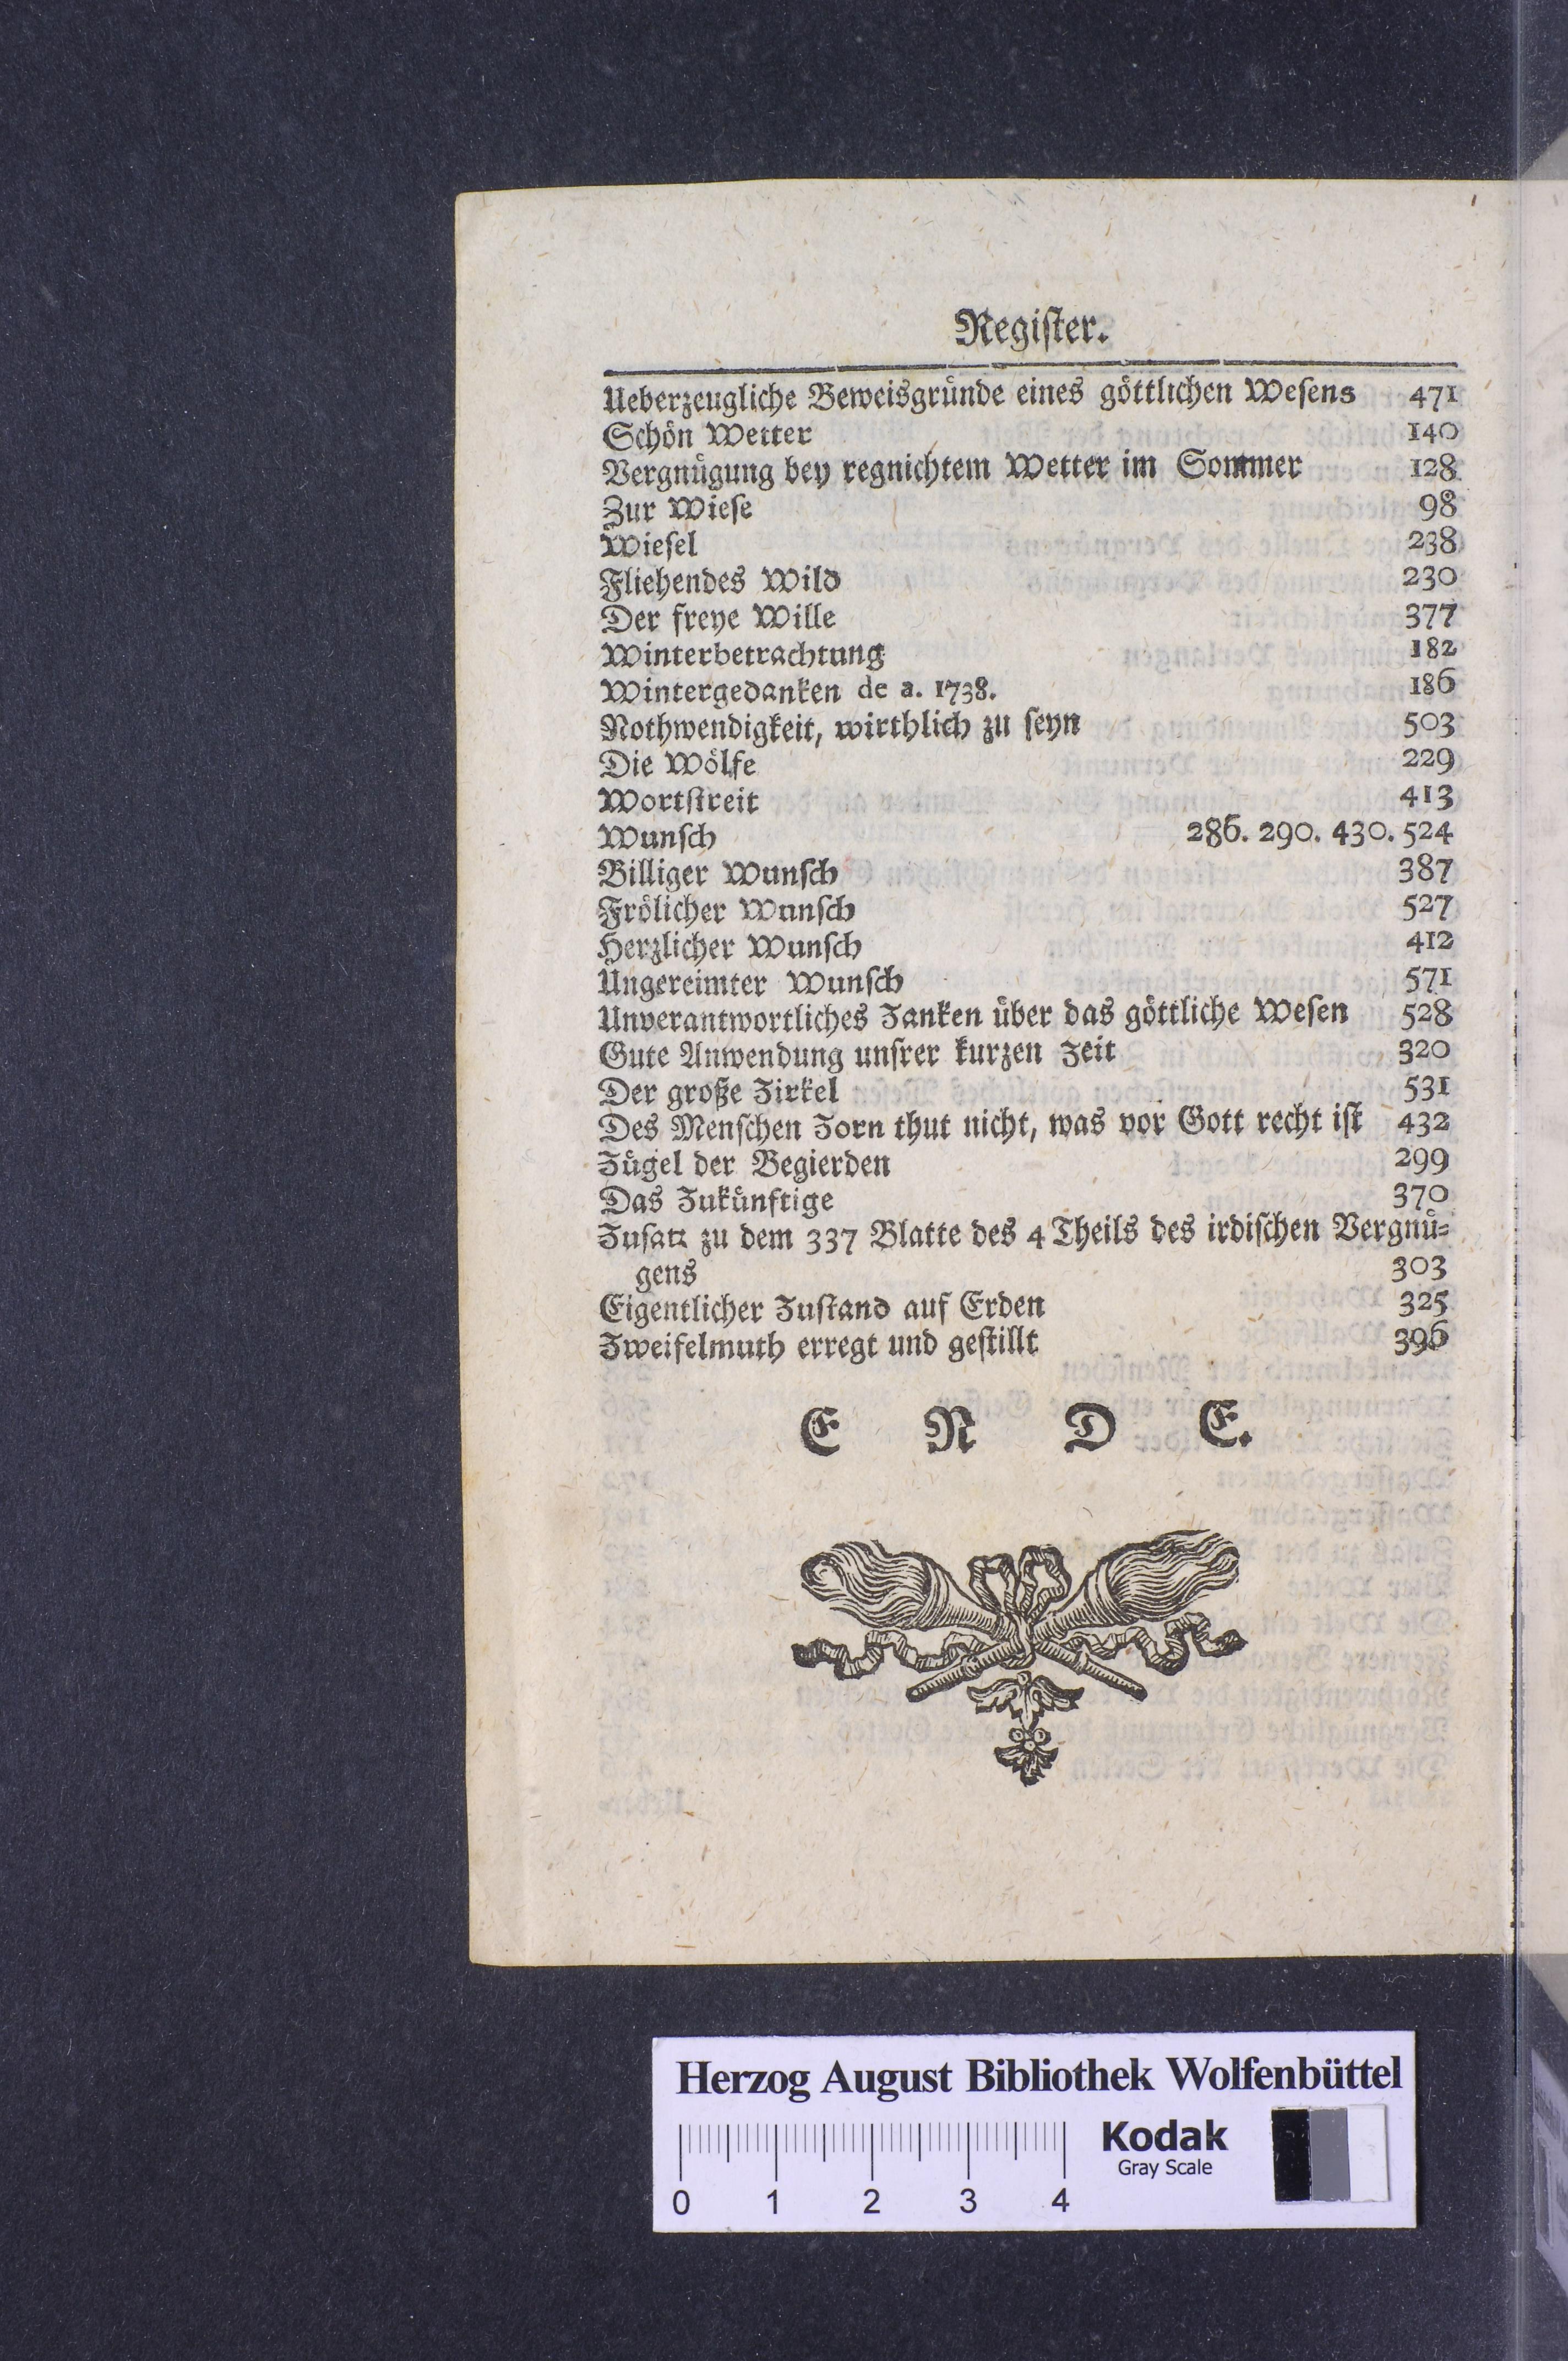 Regiſter.
Ueberzeugliche Beweisgründe eines göttlichen Weſens 471
Schön Wetter 140
Vergnügung bey regnichtem Wetter im Sommer 128
Zur Wieſe 98
Wieſel 238
Fliehendes Wild 230
Der freye Wille 377
Winterbetrachtung 182
Wintergedanken de a. 1738. 186
Nothwendigkeit, wirthlich zu ſeyn 503
Die Wölfe 229
Wortſtreit 413
Wunſch 286. 290. 430. 524
Billiger Wunſch 387
Frölicher Wunſch 527
Herzlicher Wunſch 412
Ungereimter Wunſch 571
Unverantwortliches Zanken über das göttliche Weſen 528
Gute Anwendung unſrer kurzen Zeit 320
Der große Zirkel 531
Des Menſchen Zorn thut nicht, was vor Gott recht iſt 432
Zügel der Begierden 299
Das Zukünftige 370
Zuſatz zu dem 337 Blatte des 4 Theils des irdiſchen Vergnü-
gens 303
Eigentlicher Zuſtand auf Erden 325
Zweifelmuth erregt und geſtillt 396
E N D E.
Herzog August Bibliothek Wolfenbüttel
Kodak
Gray Scale
0 1 2 3 4